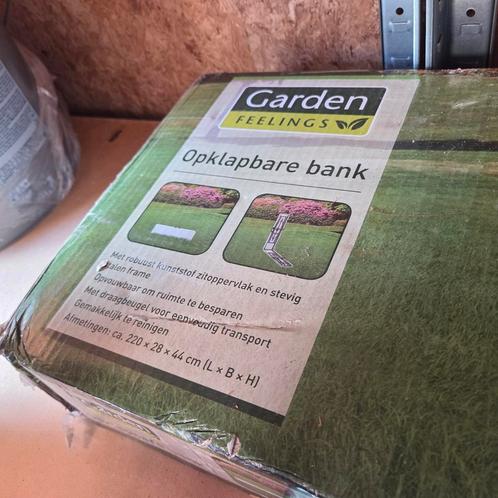 Garden
FEELINGS
Opklapbare bank
Met robuust kunststof zitoppervlak en stevig
stalen frame
Opvouwbaar om ruimte te besparen
Met draagbeugel voor eenvoudig transport
Gemakkelijk te reinigen
Afmetingen: ca. 220 x 28 x 44 cm (L x B x H)